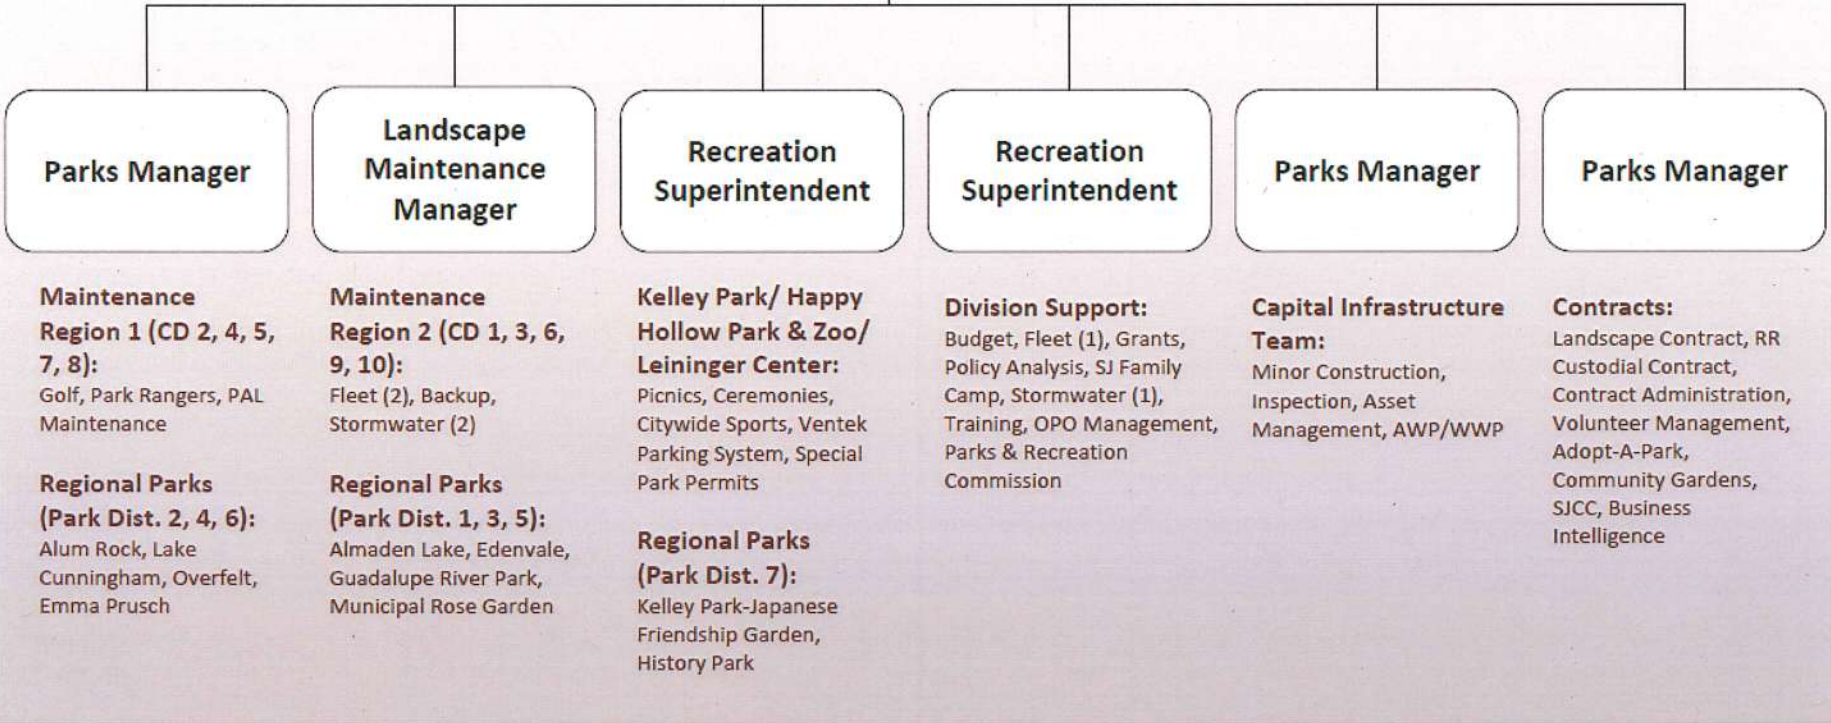 Parks Manager
Landscape
Maintenance
Manager
Recreation
Superintendent
Recreation
Superintendent
Parks Manager
Parks Manager
Maintenance
Region 1 (CD 2, 4, 5,
7, 8):
Golf, Park Rangers, PAL
Maintenance
Regional Parks
(Park Dist. 2, 4, 6):
Alum Rock, Lake
Cunningham, Overfelt,
Emma Prusch
Maintenance
Region 2 (CD 1, 3, 6,
9, 10):
Fleet (2), Backup,
Stormwater (2)
Regional Parks
(Park Dist. 1, 3, 5):
Almaden Lake, Edenvale,
Guadalupe River Park,
Municipal Rose Garden
Kelley Park/ Happy
Hollow Park & Zoo/
Leininger Center:
Picnics, Ceremonies,
Citywide Sports, Ventek
Parking System, Special
Park Permits
Regional Parks
(Park Dist. 7):
Kelley Park-Japanese
Friendship Garden,
History Park
Division Support:
Budget, Fleet (1), Grants,
Policy Analysis, SJ Family
Camp, Stormwater (1),
Training, OPO Management,
Parks & Recreation
Commission
Capital Infrastructure
Team:
Minor Construction,
Inspection, Asset
Management, AWP/WWP
Contracts:
Landscape Contract, RR
Custodial Contract,
Contract Administration,
Volunteer Management,
Adopt-A-Park,
Community Gardens,
SJCC, Business
Intelligence